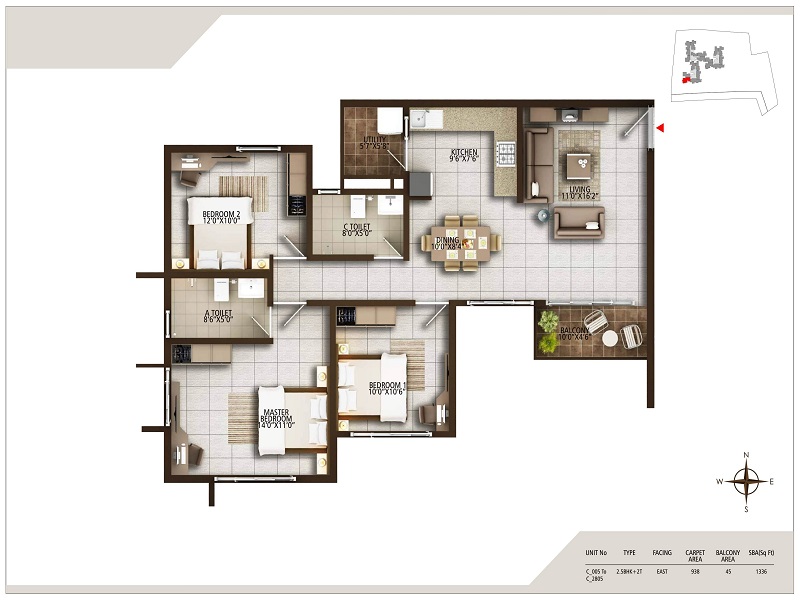 UTILITY
5'7"X5'8"
KITCHEN
9'6"X7'6"
LIVING
11'0"X16'2"
BEDROOM 2
12'0"X10'0"
C TOILET
8'0"X5'0"
DINING
10'0"X8'4"
A TOILET
8'6"X5'0"
BALCONY
10'0"X4'6"
BEDROOM 1
10'0"X10'6"
MASTER
BEDROOM
14'0"X11'0"
N
W E
S
UNIT No TYPE FACING CARPET AREA BALCONY AREA SBA(Sq Ft)
C_005 To C_2805 2.5BHK+2T EAST 938 45 1336